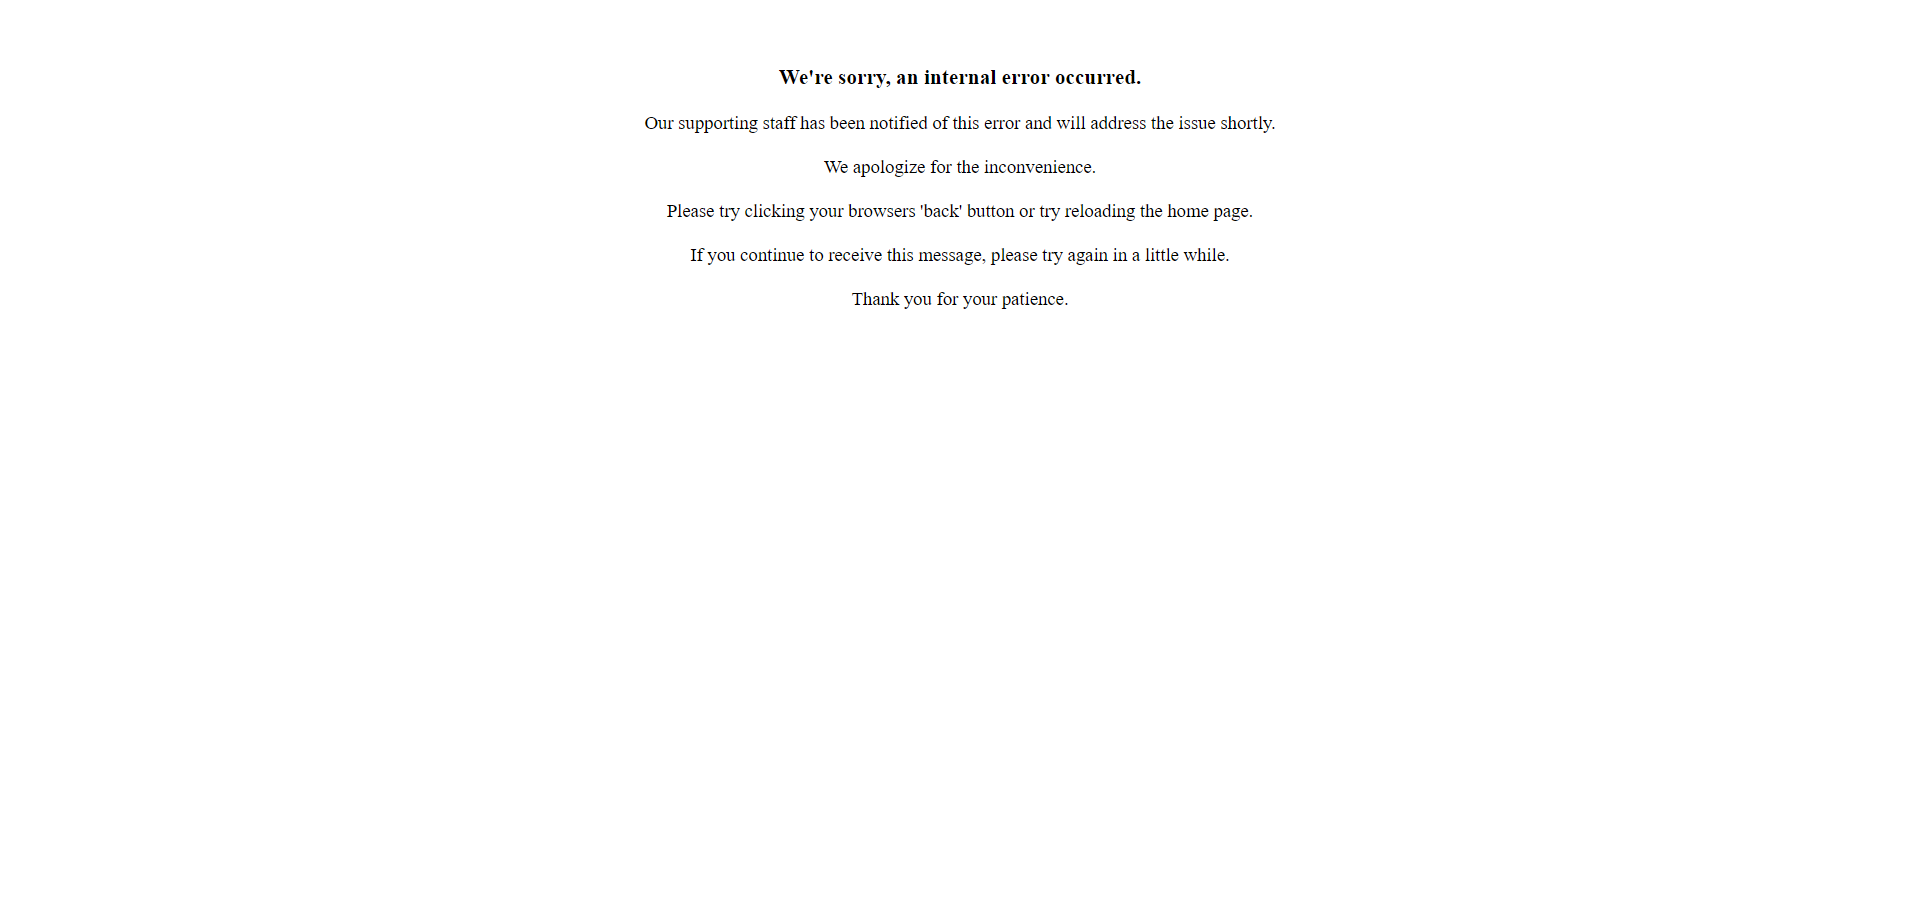 We're sorry, an internal error occurred.
Our supporting staff has been notified of this error and will address the issue shortly.
We apologize for the inconvenience.
Please try clicking your browsers 'back' button or try reloading the home page.
If you continue to receive this message, please try again in a little while.
Thank you for your patience.